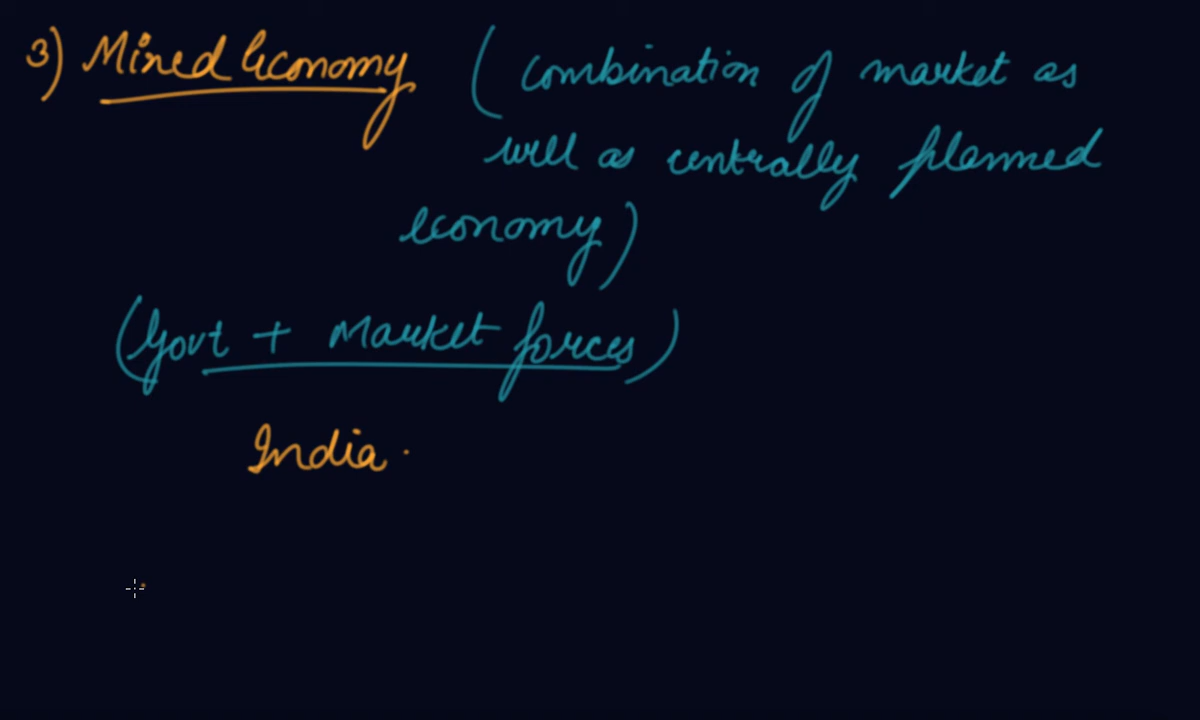 3) Mixed Economy (Combination of market as
well as centrally planned
economy)
(Govt + Market forces)
India.